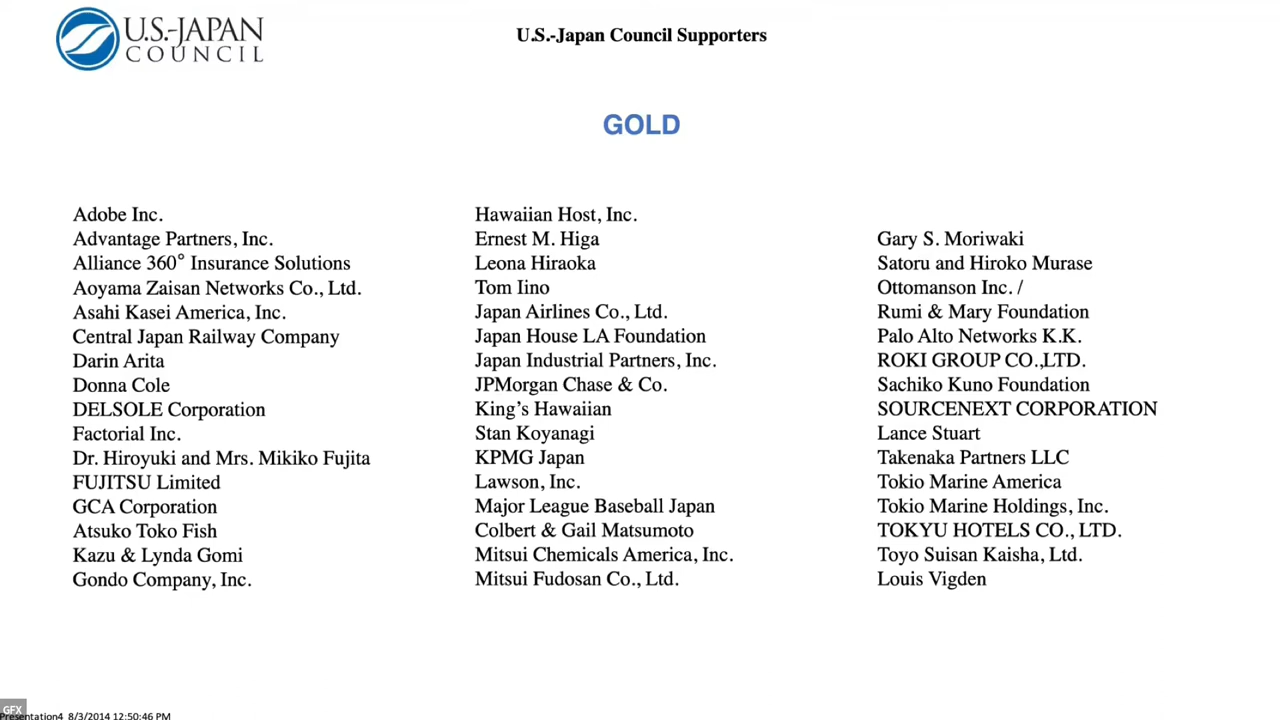 U.S.-JAPAN
COUNCIL
U.S.-Japan Council Supporters
GOLD
Adobe Inc.
Advantage Partners, Inc.
Alliance 360° Insurance Solutions
Aoyama Zaisan Networks Co., Ltd.
Asahi Kasei America, Inc.
Central Japan Railway Company
Darin Arita
Donna Cole
DELSOLE Corporation
Factorial Inc.
Dr. Hiroyuki and Mrs. Mikiko Fujita
FUJITSU Limited
GCA Corporation
Atsuko Toko Fish
Kazu & Lynda Gomi
Gondo Company, Inc.
Hawaiian Host, Inc.
Ernest M. Higa
Leona Hiraoka
Tom Iino
Japan Airlines Co., Ltd.
Japan House LA Foundation
Japan Industrial Partners, Inc.
JPMorgan Chase & Co.
King's Hawaiian
Stan Koyanagi
KPMG Japan
Lawson, Inc.
Major League Baseball Japan
Colbert & Gail Matsumoto
Mitsui Chemicals America, Inc.
Mitsui Fudosan Co., Ltd.
Gary S. Moriwaki
Satoru and Hiroko Murase
Ottomanson Inc. /
Rumi & Mary Foundation
Palo Alto Networks K.K.
ROKI GROUP CO.,LTD.
Sachiko Kuno Foundation
SOURCENEXT CORPORATION
Lance Stuart
Takenaka Partners LLC
Tokio Marine America
Tokio Marine Holdings, Inc.
TOKYU HOTELS CO., LTD.
Toyo Suisan Kaisha, Ltd.
Louis Vigden
GFX
Presentation4 8/3/2014 12:50:46 PM